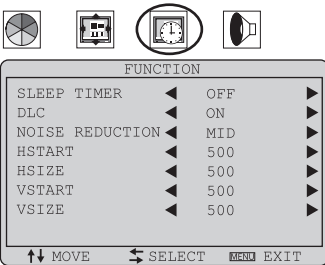 FUNCTION
SLEEP TIMER ◀ OFF ▶
DLC ◀ ON ▶
NOISE REDUCTION ◀ MID ▶
HSTART ◀ 500 ▶
HSIZE ◀ 500 ▶
VSTART ◀ 500 ▶
VSIZE ◀ 500 ▶
MOVE SELECT MENU EXIT